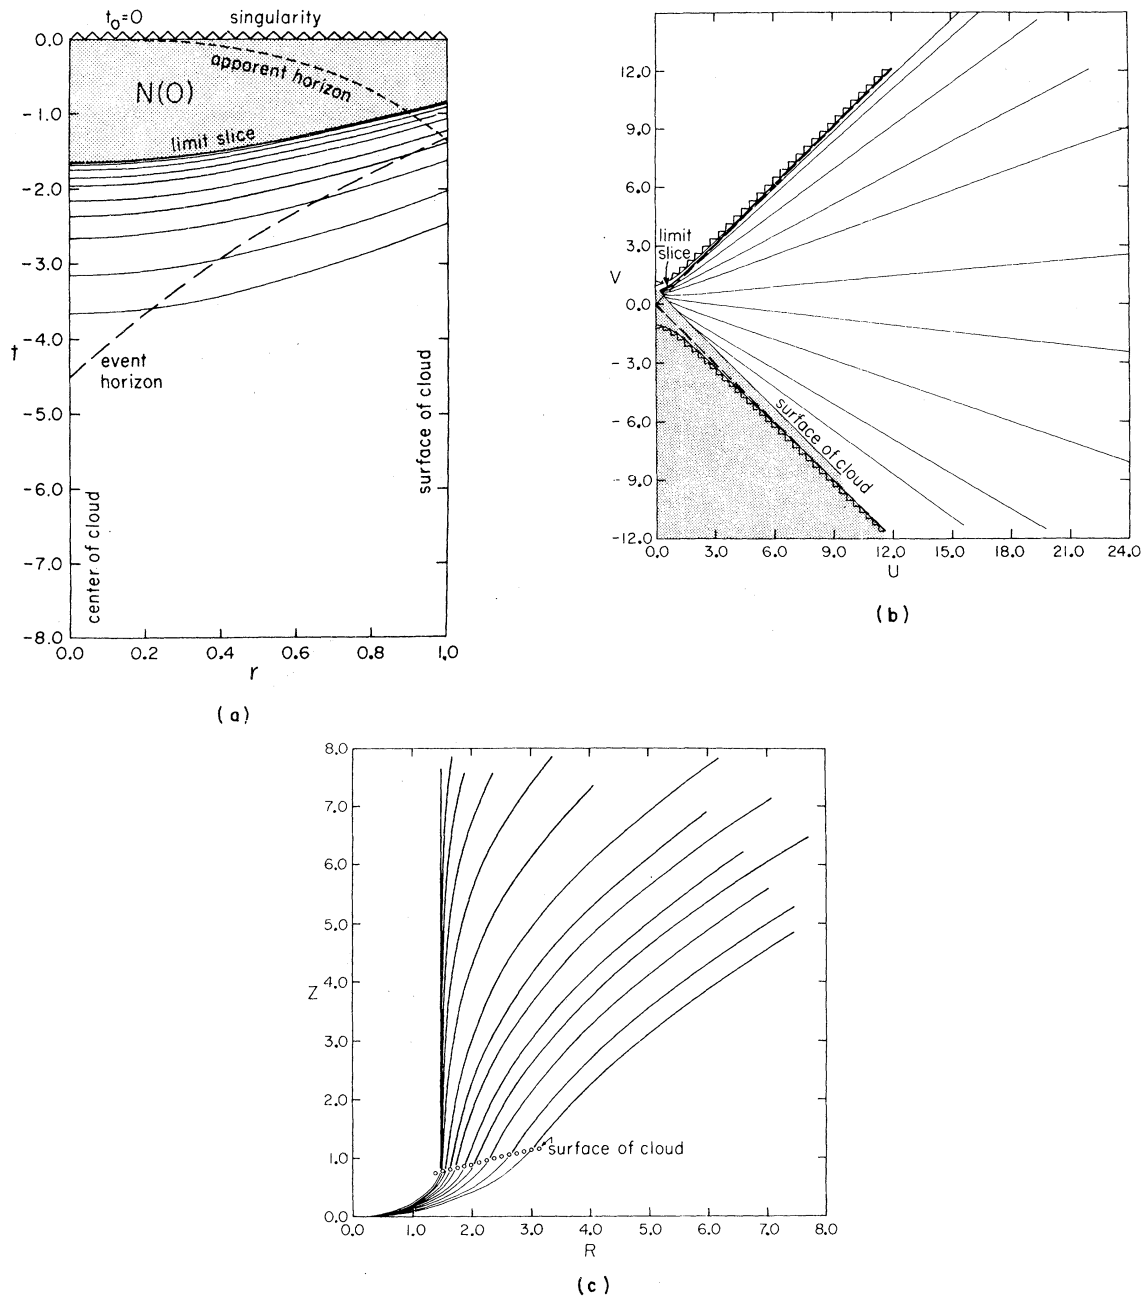 t₀=0
singularity
0.0
apparent horizon
N(O)
-1.0
limit slice
-2.0
-3.0
-4.0
t
event
horizon
-5.0
-6.0
-7.0
-8.0
center of cloud
surface of cloud
0.0 0.2 0.4 0.6 0.8 1.0
r
(a)
12.0
9.0
6.0
3.0
limit
slice
V
0.0
-3.0
-6.0
-9.0
-12.0
surface of cloud
0.0 3.0 6.0 9.0 12.0 15.0 18.0 21.0 24.0
U
(b)
8.0
7.0
6.0
5.0
Z
4.0
3.0
2.0
1.0
0.0
surface of cloud
0.0 1.0 2.0 3.0 4.0 5.0 6.0 7.0 8.0
R
(c)